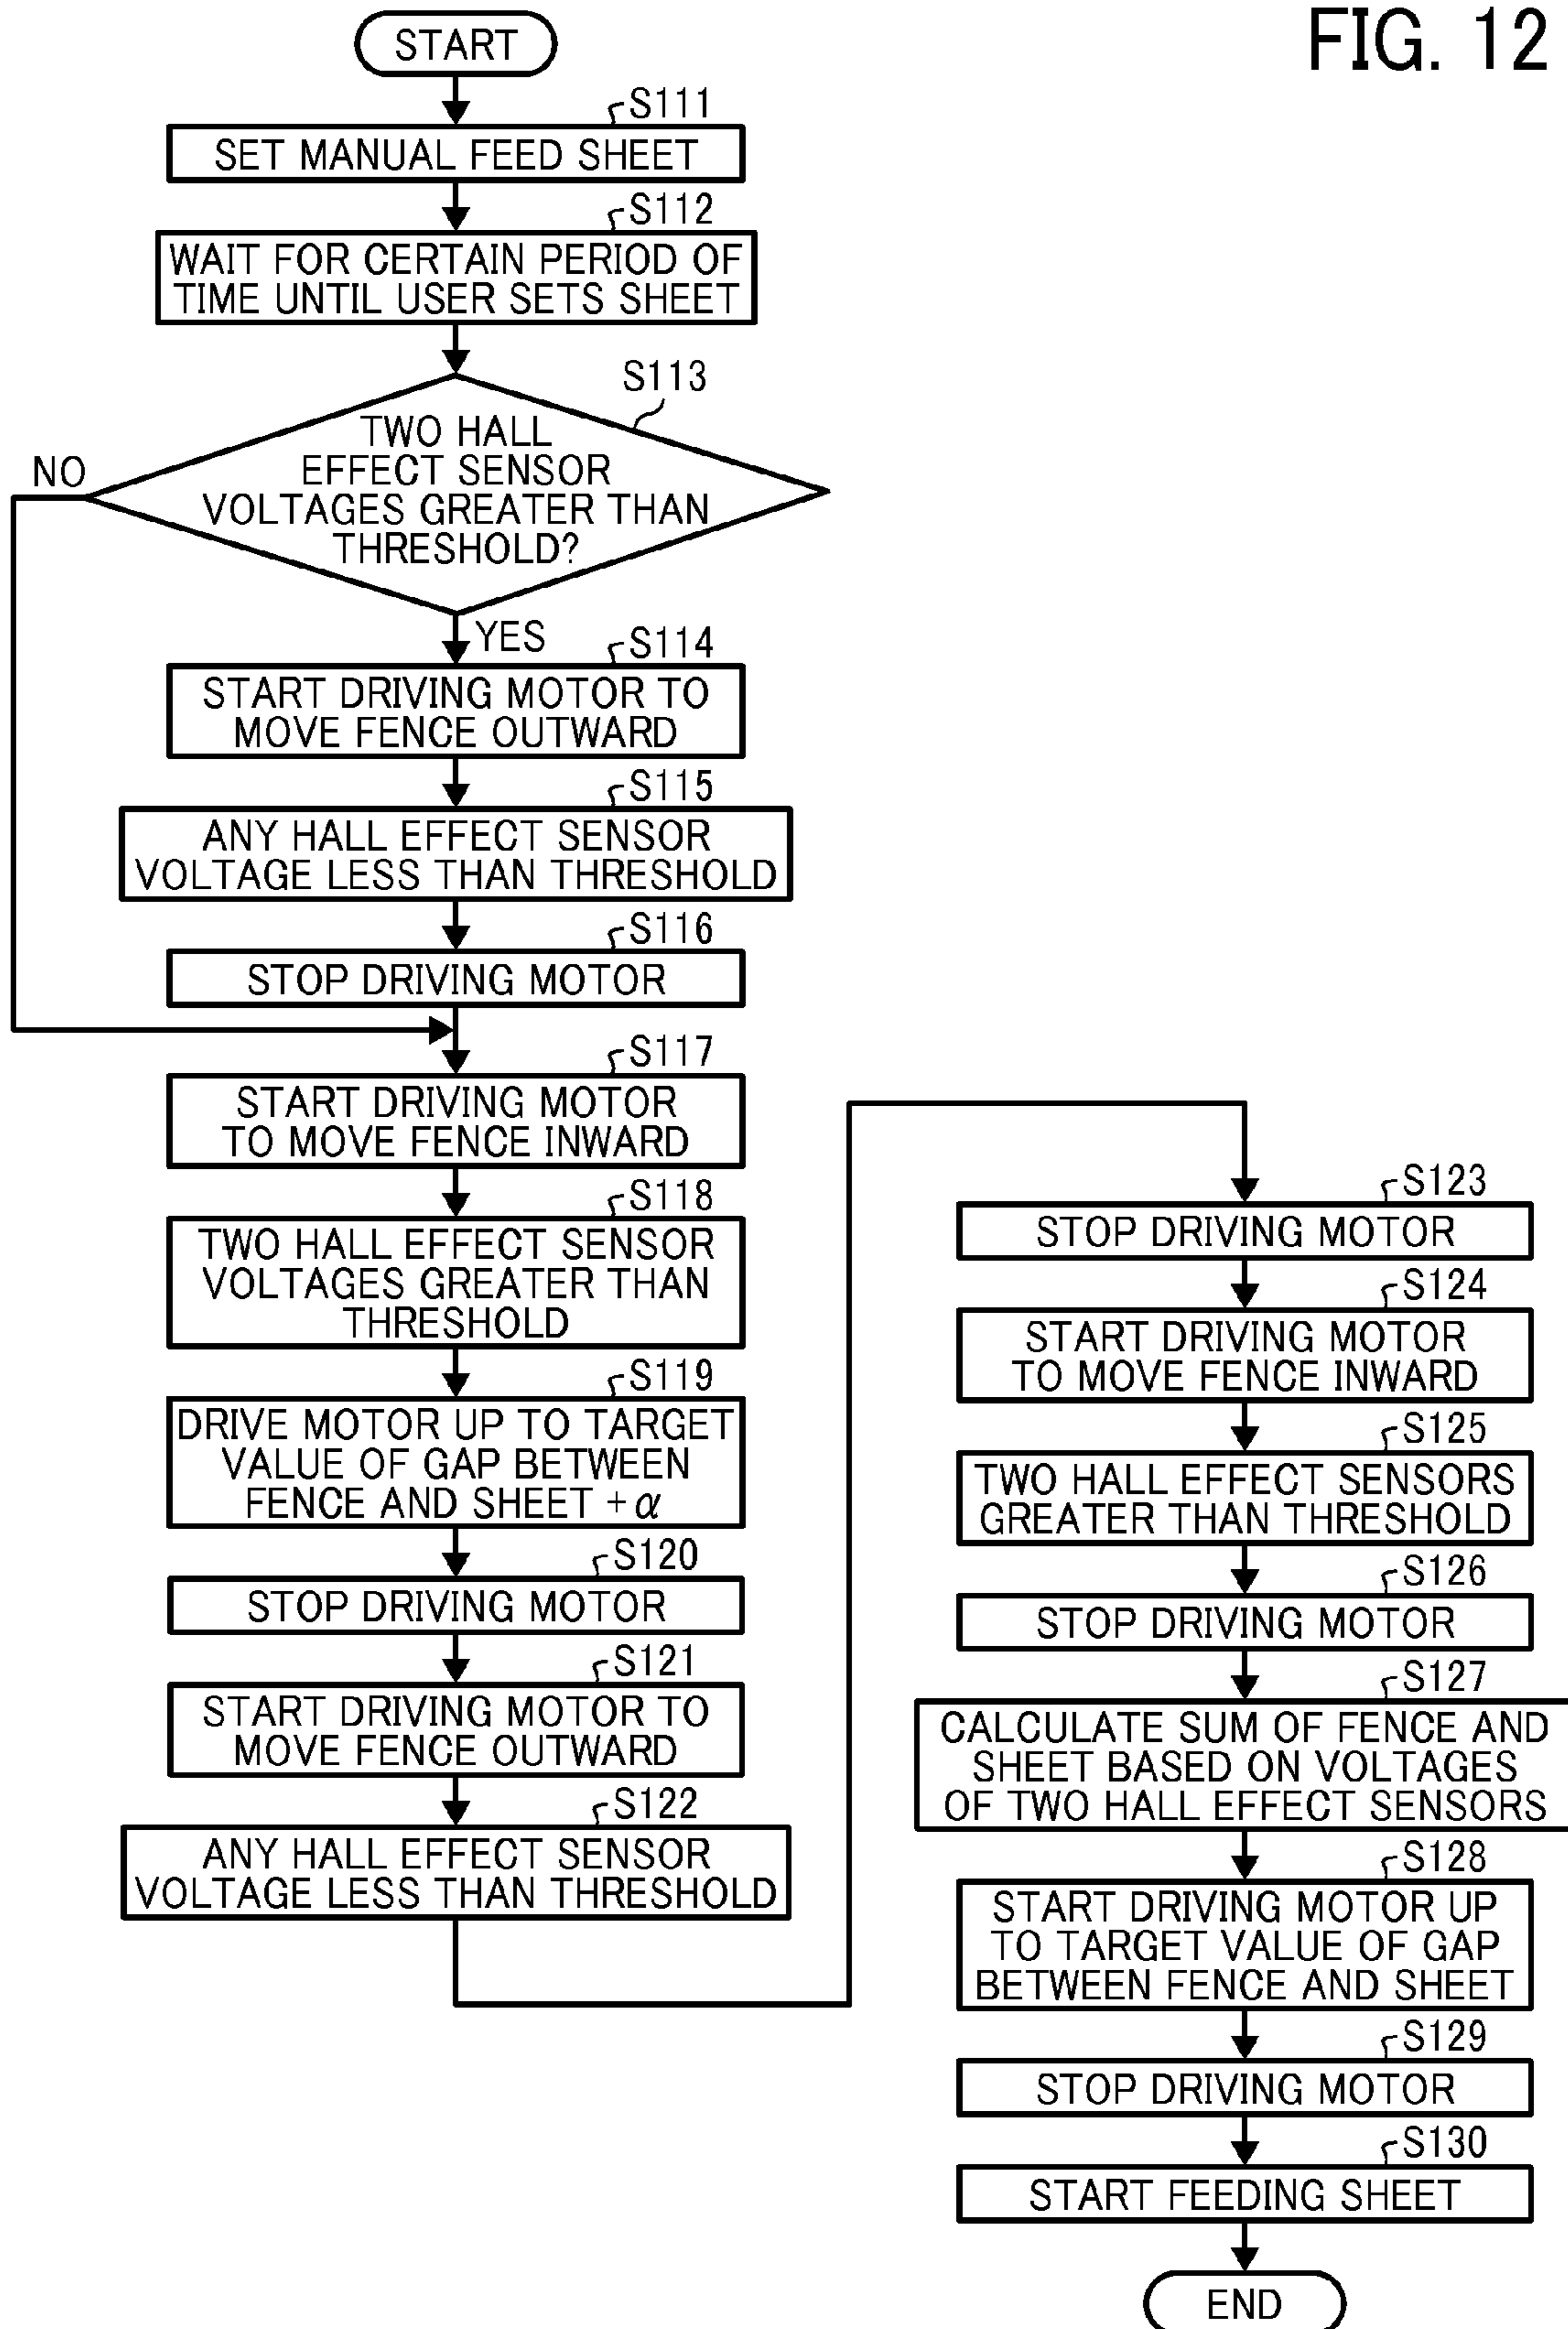 FIG. 12
START
S111
SET MANUAL FEED SHEET
S112
WAIT FOR CERTAIN PERIOD OF
TIME UNTIL USER SETS SHEET
S113
TWO HALL
EFFECT SENSOR
VOLTAGES GREATER THAN
THRESHOLD?
NO
YES
S114
START DRIVING MOTOR TO
MOVE FENCE OUTWARD
S115
ANY HALL EFFECT SENSOR
VOLTAGE LESS THAN THRESHOLD
S116
STOP DRIVING MOTOR
S117
START DRIVING MOTOR
TO MOVE FENCE INWARD
S118
TWO HALL EFFECT SENSOR
VOLTAGES GREATER THAN
THRESHOLD
S119
DRIVE MOTOR UP TO TARGET
VALUE OF GAP BETWEEN
FENCE AND SHEET +α
S120
STOP DRIVING MOTOR
S121
START DRIVING MOTOR TO
MOVE FENCE OUTWARD
S122
ANY HALL EFFECT SENSOR
VOLTAGE LESS THAN THRESHOLD
S123
STOP DRIVING MOTOR
S124
START DRIVING MOTOR
TO MOVE FENCE INWARD
S125
TWO HALL EFFECT SENSORS
GREATER THAN THRESHOLD
S126
STOP DRIVING MOTOR
S127
CALCULATE SUM OF FENCE AND
SHEET BASED ON VOLTAGES
OF TWO HALL EFFECT SENSORS
S128
START DRIVING MOTOR UP
TO TARGET VALUE OF GAP
BETWEEN FENCE AND SHEET
S129
STOP DRIVING MOTOR
S130
START FEEDING SHEET
END